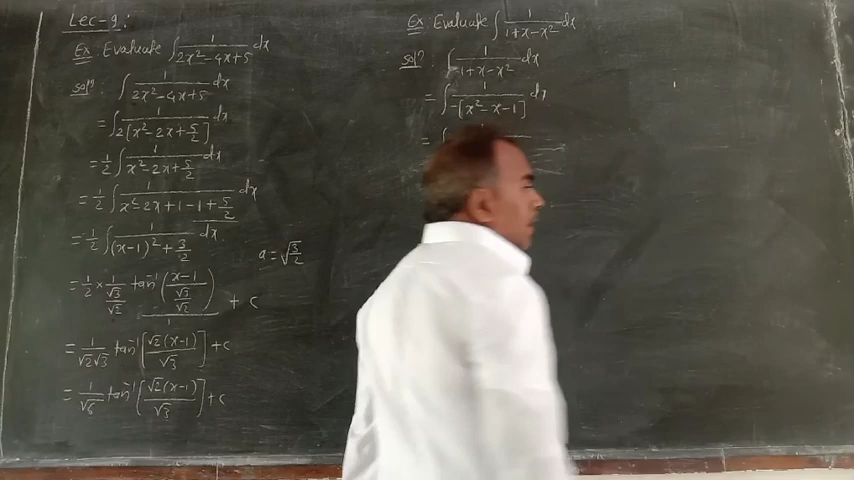 Lec-9:
Ex. Evaluate ∫ 1/(2x²-4x+5) dx
solⁿ: ∫ 1/(2x²-4x+5) dx
= ∫ 1/(2[x²-2x+5/2]) dx
= 1/2 ∫ 1/(x²-2x+5/2) dx
= 1/2 ∫ 1/(x²-2x+1-1+5/2) dx
= 1/2 ∫ 1/((x-1)²+3/2) dx
a = √(3/2)
= 1/2 × 1/(√3/√2) tan⁻¹((x-1)/(√3/√2)) + c
= 1/(√2√3) tan⁻¹[√2(x-1)/√3] + c
= 1/√6 tan⁻¹[√2(x-1)/√3] + c
Ex. Evaluate ∫ 1/(1+x-x²) dx
solⁿ: ∫ 1/(1+x-x²) dx
= ∫ 1/(-[x²-x-1]) dx
= ∫